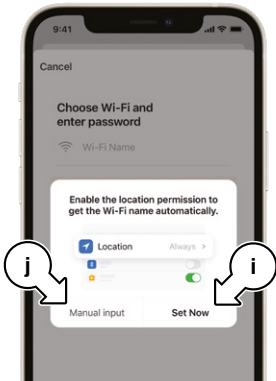 9:41
Cancel
Choose Wi-Fi and
enter password
Wi-Fi Name
Enable the location permission to
get the Wi-Fi name automatically.
Location Always >
j i
Manual input Set Now